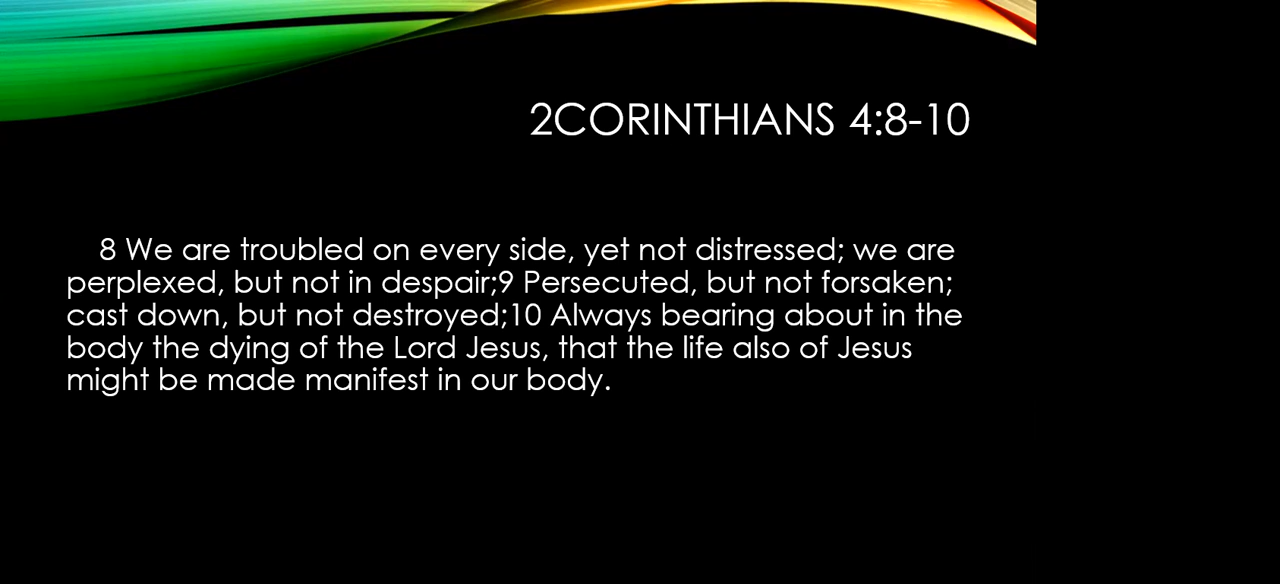 2CORINTHIANS 4:8-10
8 We are troubled on every side, yet not distressed; we are
perplexed, but not in despair;9 Persecuted, but not forsaken;
cast down, but not destroyed;10 Always bearing about in the
body the dying of the Lord Jesus, that the life also of Jesus
might be made manifest in our body.